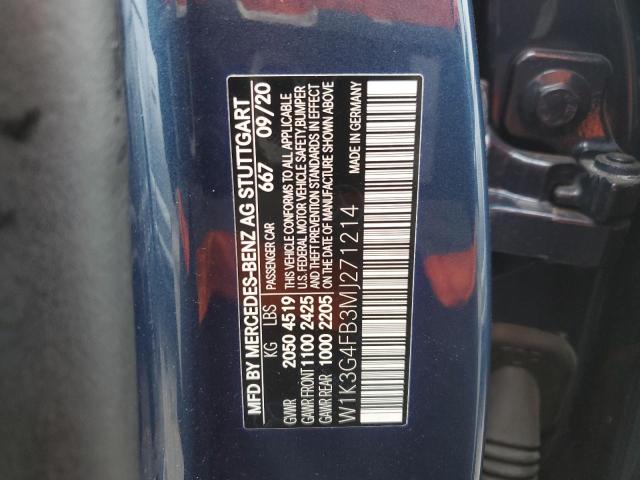 MFD BY MERCEDES-BENZ AG STUTTGART
KG LBS PASSENGER CAR 667 09/20
GVWR 2050 4519 THIS VEHICLE CONFORMS TO ALL APPLICABLE
U.S. FEDERAL MOTOR VEHICLE SAFETY,BUMPER
GAWR FRONT 1100 2425 AND THEFT PREVENTION STANDARDS IN EFFECT
GAWR REAR 1000 2205 ON THE DATE OF MANUFACTURE SHOWN ABOVE
MADE IN GERMANY
W1K3G4FB3MJ271214